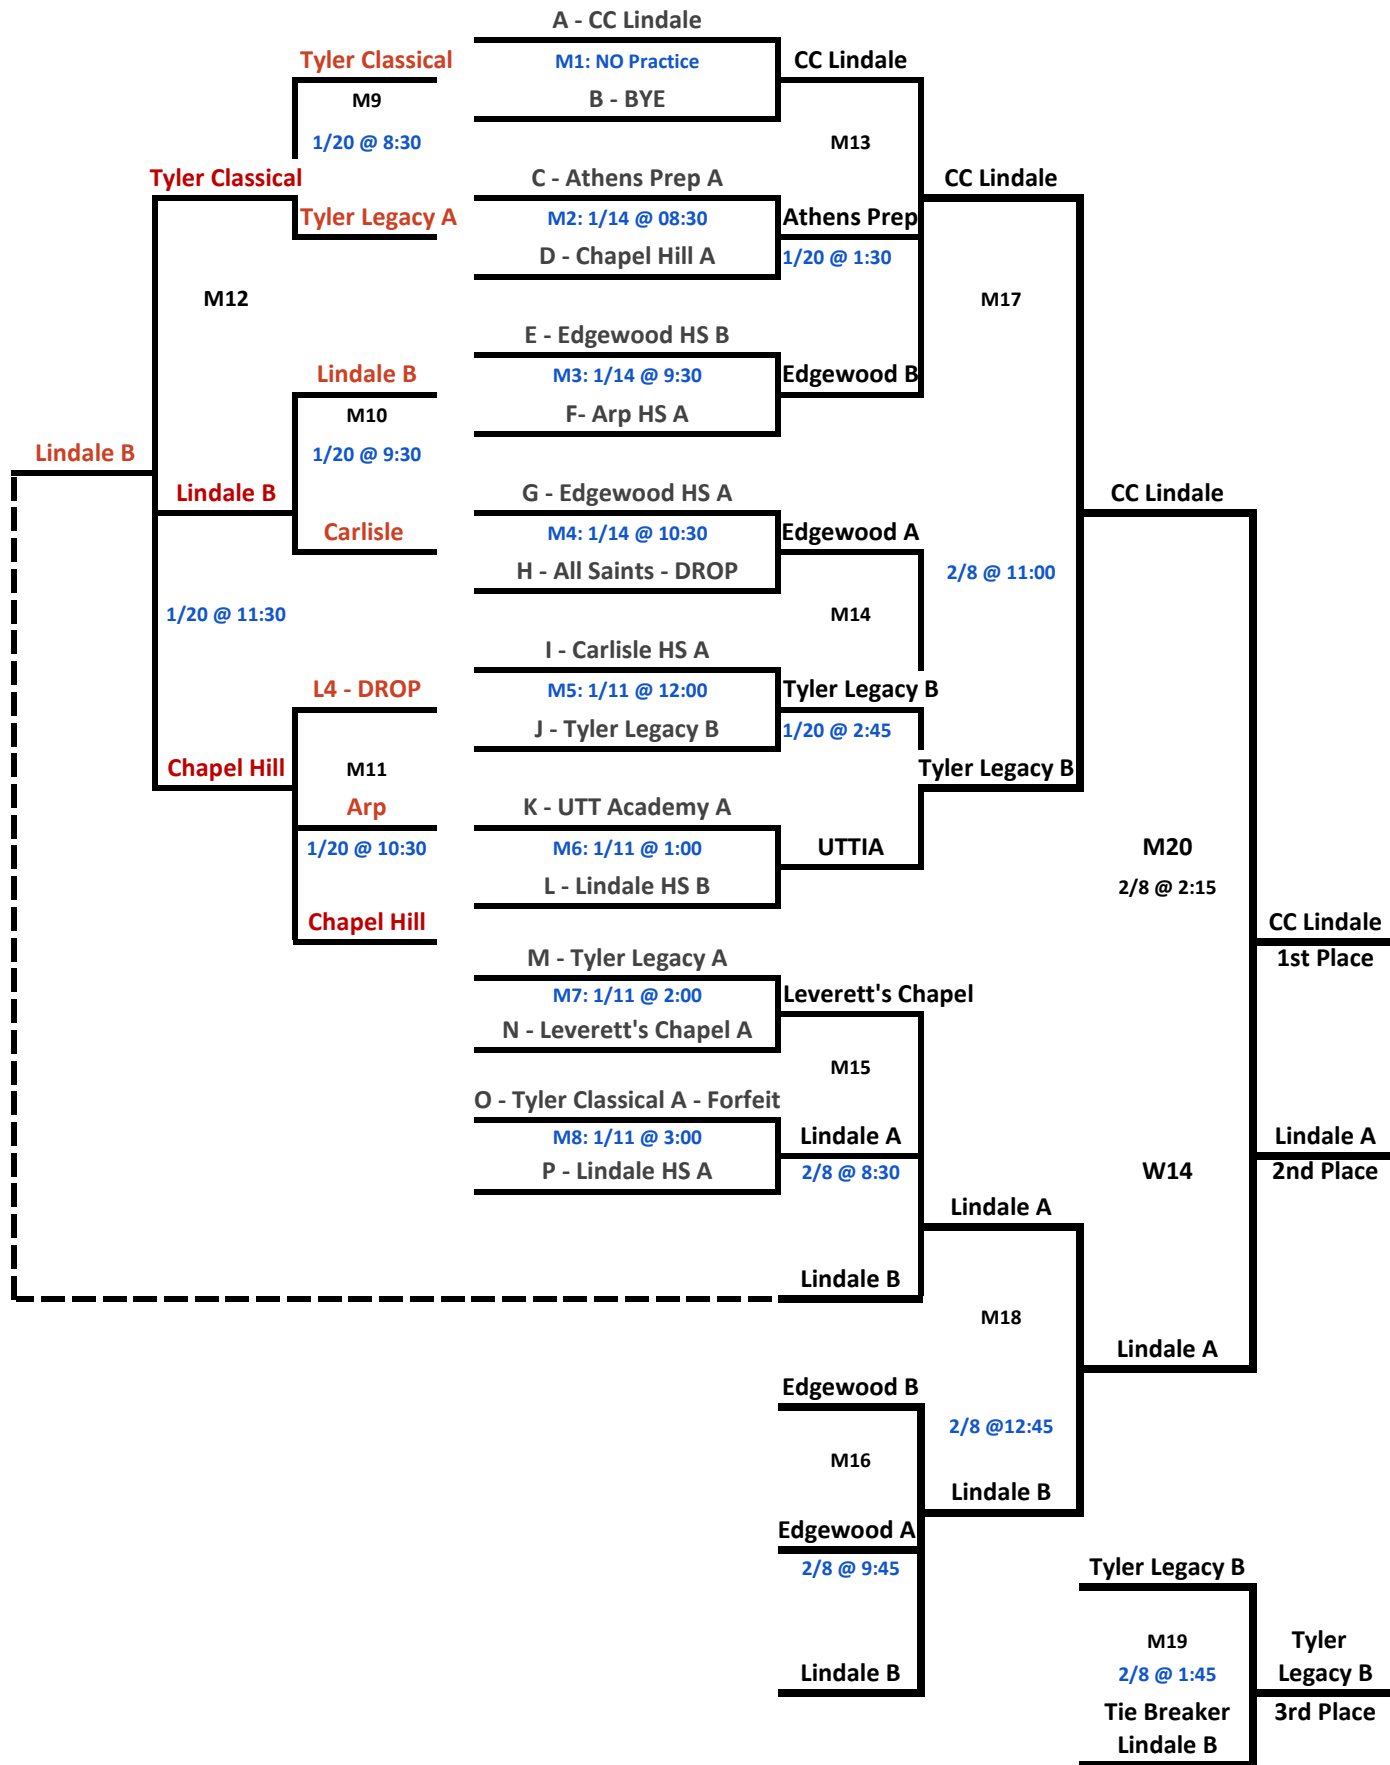 A - CC Lindale
Tyler Classical
M1: NO Practice
CC Lindale
M9
B - BYE
1/20 @ 8:30
M13
Tyler Classical
C - Athens Prep A
CC Lindale
Tyler Legacy A
M2: 1/14 @ 08:30
Athens Prep
D - Chapel Hill A
1/20 @ 1:30
M12
M17
E - Edgewood HS B
Lindale B
M3: 1/14 @ 9:30
Edgewood B
M10
F- Arp HS A
Lindale B
1/20 @ 9:30
Lindale B
G - Edgewood HS A
CC Lindale
Carlisle
M4: 1/14 @ 10:30
Edgewood A
H - All Saints - DROP
2/8 @ 11:00
1/20 @ 11:30
M14
I - Carlisle HS A
L4 - DROP
M5: 1/11 @ 12:00
Tyler Legacy B
J - Tyler Legacy B
1/20 @ 2:45
Chapel Hill
M11
Tyler Legacy B
Arp
K - UTT Academy A
1/20 @ 10:30
M6: 1/11 @ 1:00
UTTIA
M20
L - Lindale HS B
2/8 @ 2:15
Chapel Hill
CC Lindale
M - Tyler Legacy A
1st Place
M7: 1/11 @ 2:00
Leverett's Chapel
N - Leverett's Chapel A
M15
O - Tyler Classical A - Forfeit
M8: 1/11 @ 3:00
Lindale A
Lindale A
P - Lindale HS A
2/8 @ 8:30
W14
2nd Place
Lindale A
Lindale B
M18
Lindale A
Edgewood B
2/8 @12:45
M16
Lindale B
Edgewood A
2/8 @ 9:45
Tyler Legacy B
M19
Tyler
Lindale B
2/8 @ 1:45
Legacy B
Tie Breaker
3rd Place
Lindale B